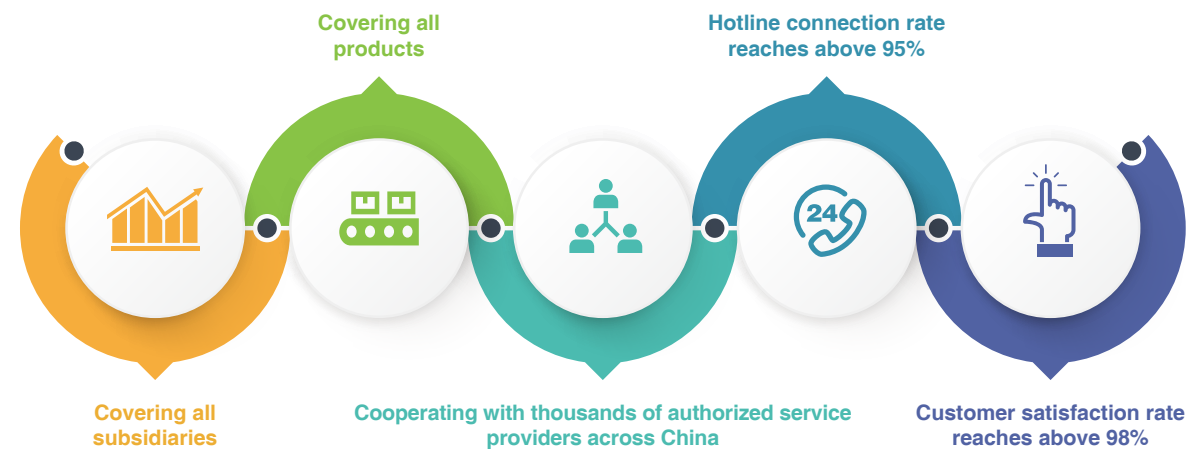 Covering all
products
Hotline connection rate
reaches above 95%
24
Covering all
subsidiaries
Cooperating with thousands of authorized service
providers across China
Customer satisfaction rate
reaches above 98%